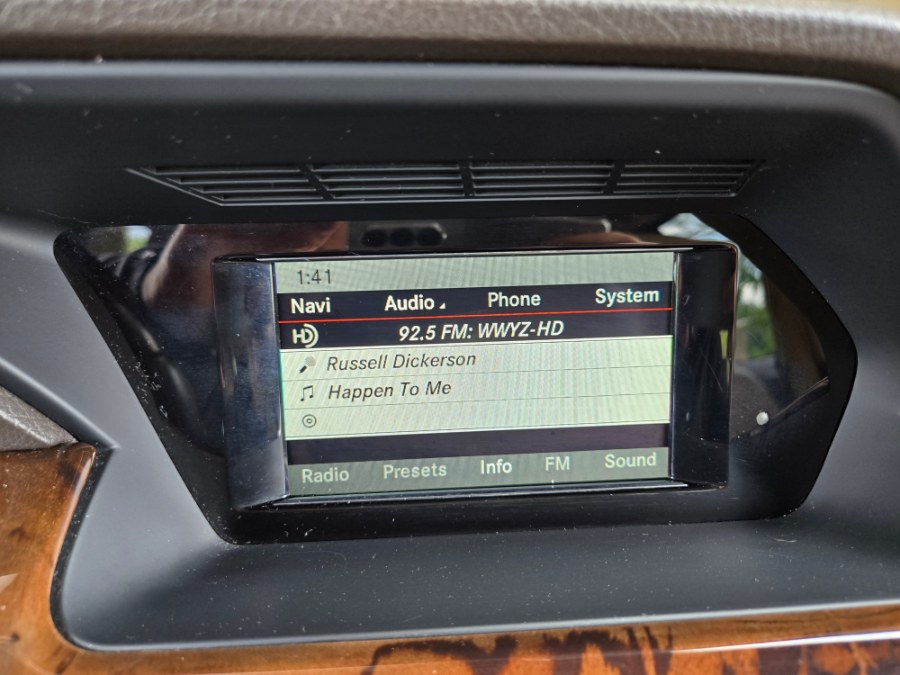 1:41
Navi Audio Phone System
HD 92.5 FM: WWYZ-HD
Russell Dickerson
Happen To Me
Radio Presets Info FM Sound